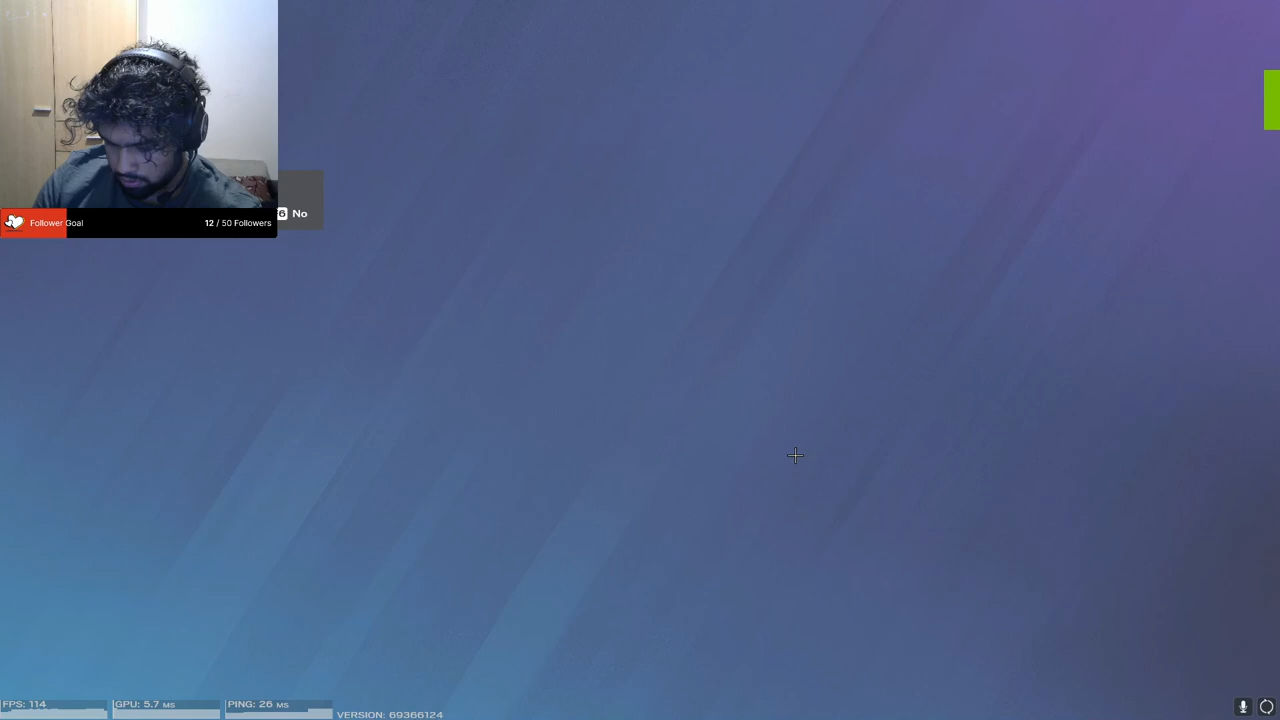 Follower Goal
12 / 50 Followers
No
FPS: 114
GPU: 5.7 MS
PING: 26 MS
VERSION: 69366124